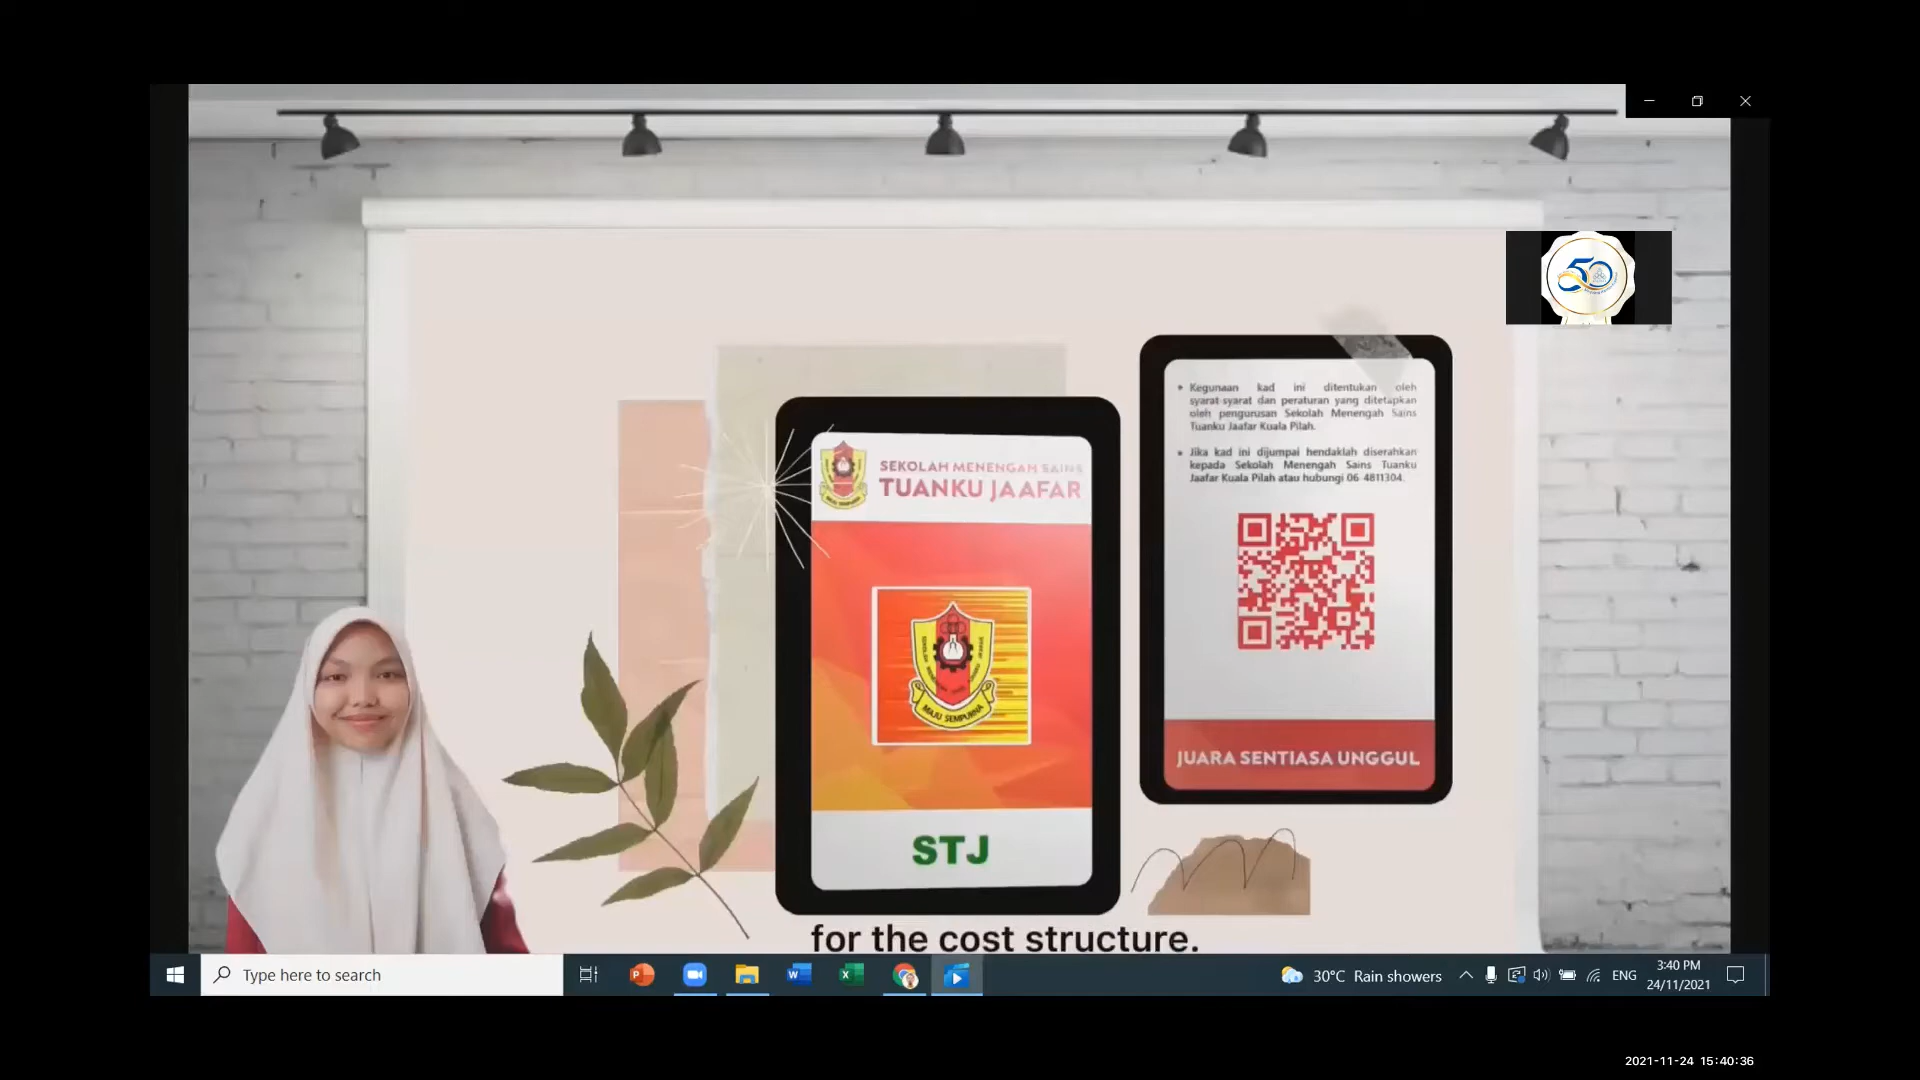 50
SEKOLAH MENENGAH SAINS
TUANKU JAAFAR
MAJU SEMPURNA
STJ
• Kegunaan kad ini ditentukan oleh
syarat-syarat dan peraturan yang ditetapkan
oleh pengurusan Sekolah Menengah Sains
Tuanku Jaafar Kuala Pilah.
• Jika kad ini dijumpai hendaklah diserahkan
kepada Sekolah Menengah Sains Tuanku
Jaafar Kuala Pilah atau hubungi 06-4811304.
JUARA SENTIASA UNGGUL
for the cost structure.
Type here to search
30°C Rain showers
ENG
3:40 PM
24/11/2021
2021-11-24 15:40:36